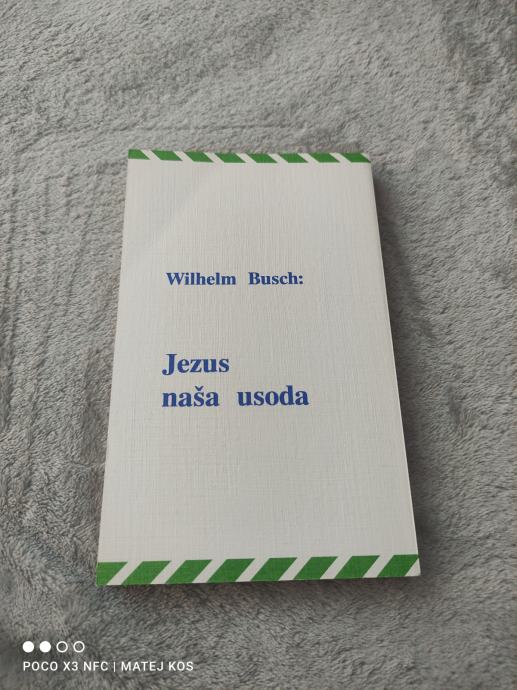 Wilhelm Busch:
Jezus
naša usoda
POCO X3 NFC | MATEJ KOS